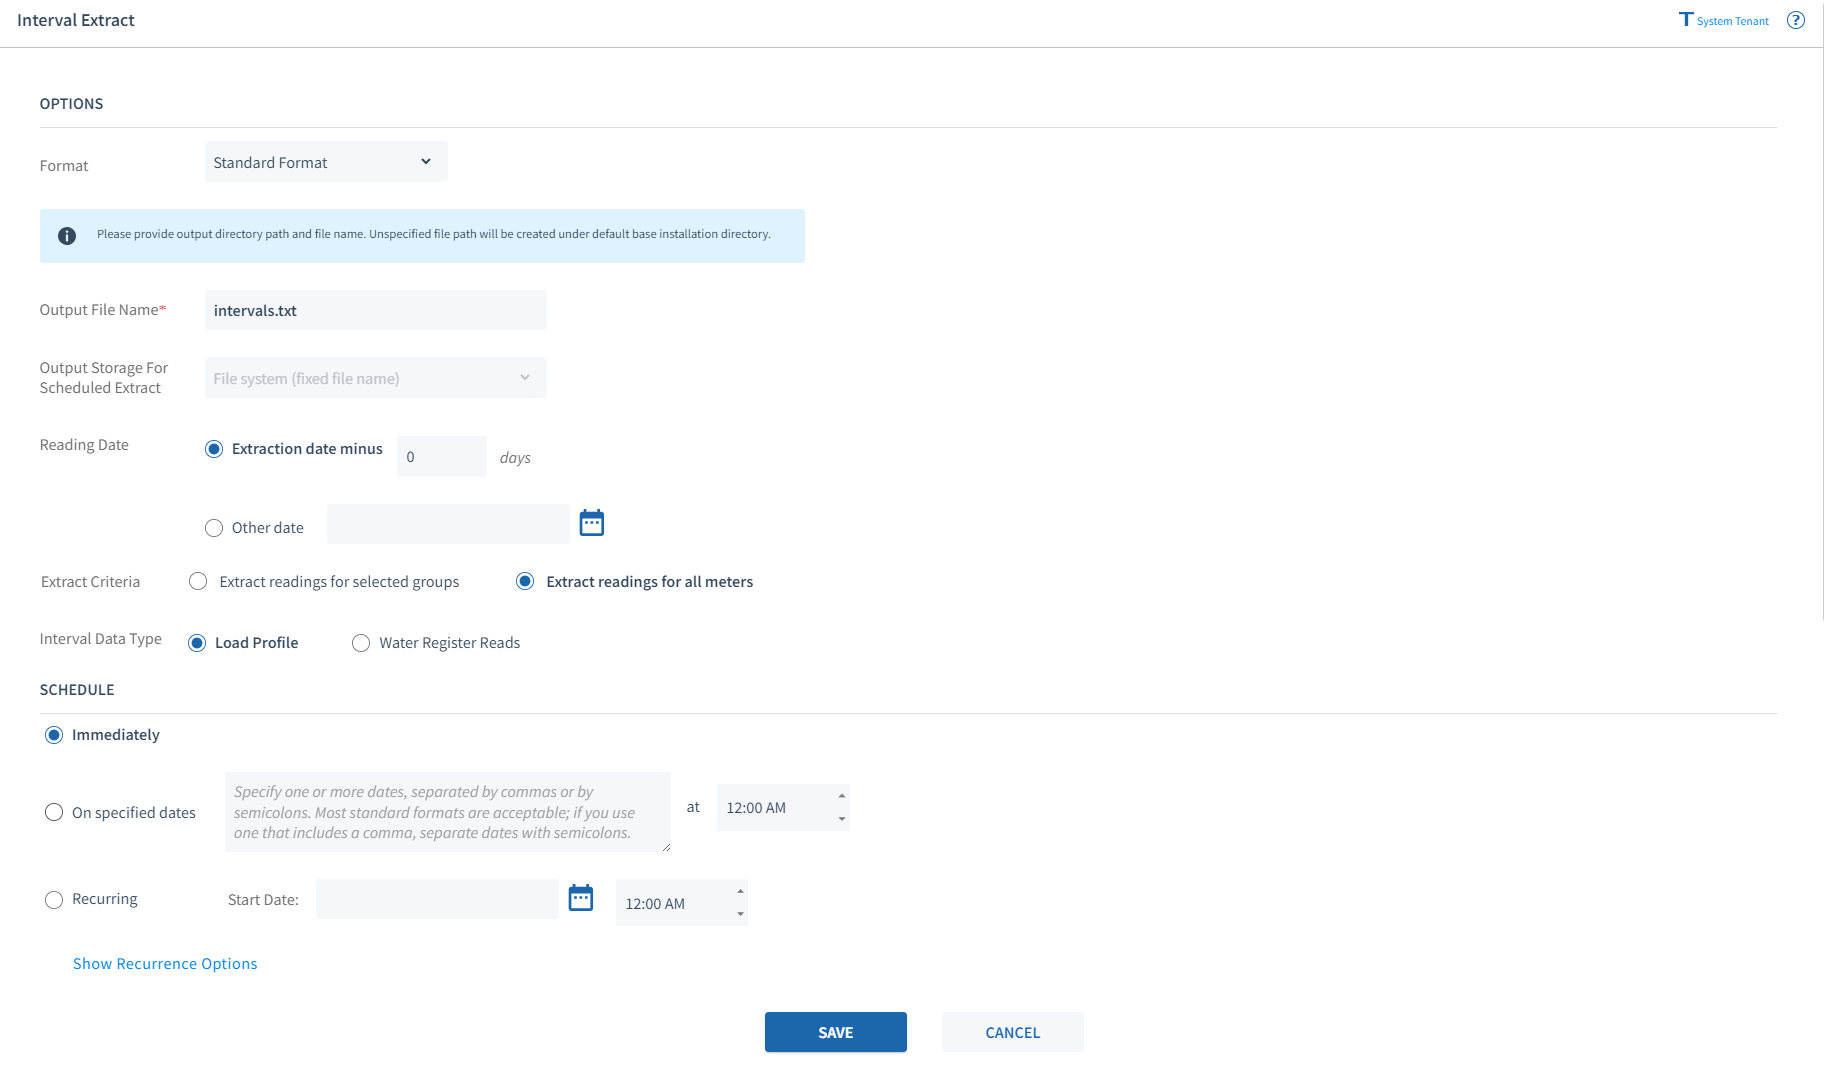 Interval Extract
T System Tenant ?
OPTIONS
Format
Standard Format
Please provide output directory path and file name. Unspecified file path will be created under default base installation directory.
Output File Name*
intervals.txt
Output Storage For
Scheduled Extract
File system (fixed file name)
Reading Date
Extraction date minus
0
days
Other date
Extract Criteria
Extract readings for selected groups
Extract readings for all meters
Interval Data Type
Load Profile
Water Register Reads
SCHEDULE
Immediately
On specified dates
Specify one or more dates, separated by commas or by
semicolons. Most standard formats are acceptable; if you use
one that includes a comma, separate dates with semicolons.
at
12:00 AM
Recurring
Start Date:
12:00 AM
Show Recurrence Options
SAVE
CANCEL